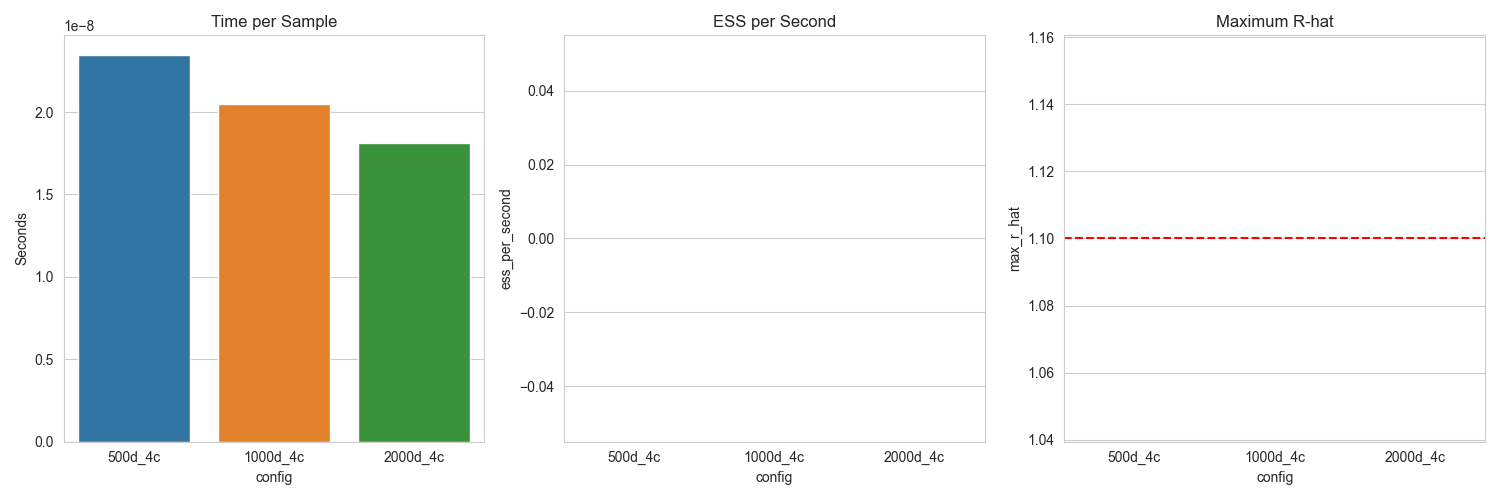 Time per Sample
1e−8
2.0
1.5
1.0
0.5
0.0
Seconds
500d_4c 1000d_4c 2000d_4c
config
ESS per Second
0.04
0.02
0.00
−0.02
−0.04
ess_per_second
500d_4c 1000d_4c 2000d_4c
config
Maximum R-hat
1.16
1.14
1.12
1.10
1.08
1.06
1.04
max_r_hat
500d_4c 1000d_4c 2000d_4c
config